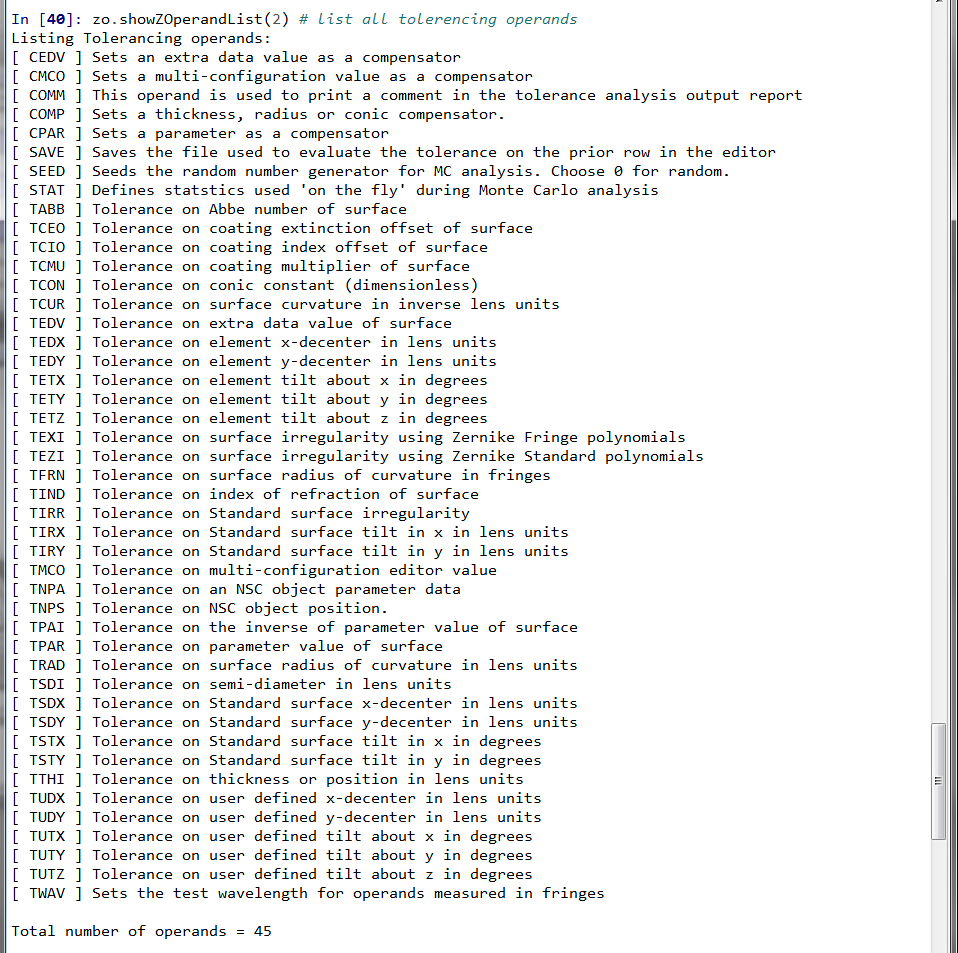 In [40]: zo.showZOperandList(2) # list all tolerencing operands
Listing Tolerancing operands:
[ CEDV ] Sets an extra data value as a compensator
[ CMCO ] Sets a multi-configuration value as a compensator
[ COMM ] This operand is used to print a comment in the tolerance analysis output report
[ COMP ] Sets a thickness, radius or conic compensator.
[ CPAR ] Sets a parameter as a compensator
[ SAVE ] Saves the file used to evaluate the tolerance on the prior row in the editor
[ SEED ] Seeds the random number generator for MC analysis. Choose 0 for random.
[ STAT ] Defines statstics used 'on the fly' during Monte Carlo analysis
[ TABB ] Tolerance on Abbe number of surface
[ TCEO ] Tolerance on coating extinction offset of surface
[ TCIO ] Tolerance on coating index offset of surface
[ TCMU ] Tolerance on coating multiplier of surface
[ TCON ] Tolerance on conic constant (dimensionless)
[ TCUR ] Tolerance on surface curvature in inverse lens units
[ TEDV ] Tolerance on extra data value of surface
[ TEDX ] Tolerance on element x-decenter in lens units
[ TEDY ] Tolerance on element y-decenter in lens units
[ TETX ] Tolerance on element tilt about x in degrees
[ TETY ] Tolerance on element tilt about y in degrees
[ TETZ ] Tolerance on element tilt about z in degrees
[ TEXI ] Tolerance on surface irregularity using Zernike Fringe polynomials
[ TEZI ] Tolerance on surface irregularity using Zernike Standard polynomials
[ TFRN ] Tolerance on surface radius of curvature in fringes
[ TIND ] Tolerance on index of refraction of surface
[ TIRR ] Tolerance on Standard surface irregularity
[ TIRX ] Tolerance on Standard surface tilt in x in lens units
[ TIRY ] Tolerance on Standard surface tilt in y in lens units
[ TMCO ] Tolerance on multi-configuration editor value
[ TNPA ] Tolerance on an NSC object parameter data
[ TNPS ] Tolerance on NSC object position.
[ TPAI ] Tolerance on the inverse of parameter value of surface
[ TPAR ] Tolerance on parameter value of surface
[ TRAD ] Tolerance on surface radius of curvature in lens units
[ TSDI ] Tolerance on semi-diameter in lens units
[ TSDX ] Tolerance on Standard surface x-decenter in lens units
[ TSDY ] Tolerance on Standard surface y-decenter in lens units
[ TSTX ] Tolerance on Standard surface tilt in x in degrees
[ TSTY ] Tolerance on Standard surface tilt in y in degrees
[ TTHI ] Tolerance on thickness or position in lens units
[ TUDX ] Tolerance on user defined x-decenter in lens units
[ TUDY ] Tolerance on user defined y-decenter in lens units
[ TUTX ] Tolerance on user defined tilt about x in degrees
[ TUTY ] Tolerance on user defined tilt about y in degrees
[ TUTZ ] Tolerance on user defined tilt about z in degrees
[ TWAV ] Sets the test wavelength for operands measured in fringes
Total number of operands = 45